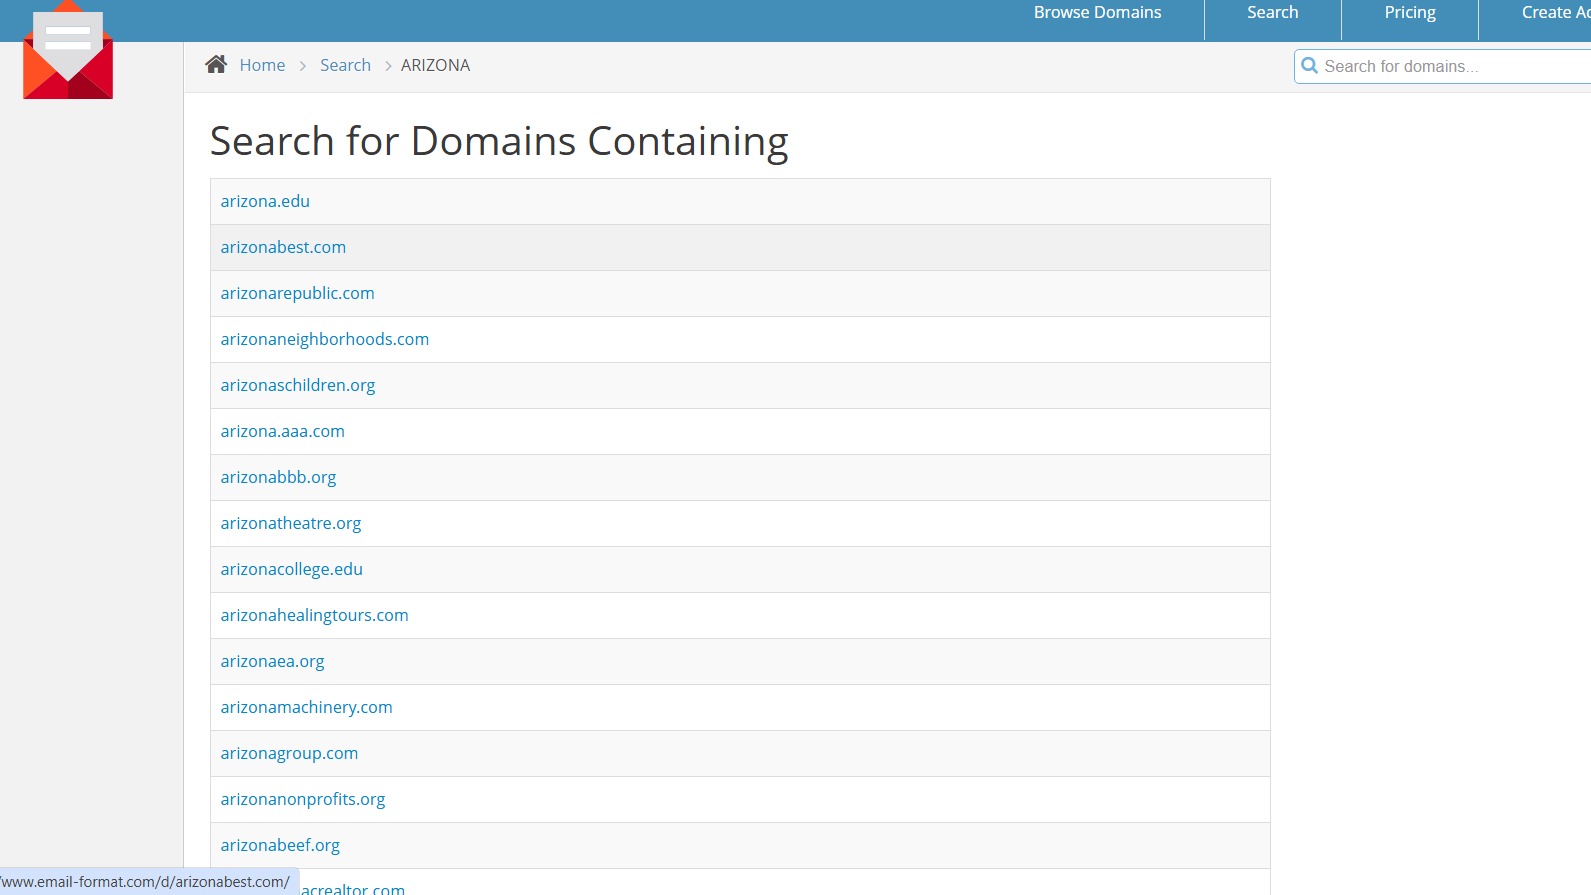 Browse Domains
Search
Pricing
Create Ac
Home > Search > ARIZONA
Search for domains...
Search for Domains Containing
arizona.edu
arizonabest.com
arizonarepublic.com
arizonaneighborhoods.com
arizonaschildren.org
arizona.aaa.com
arizonabbb.org
arizonatheatre.org
arizonacollege.edu
arizonahealingtours.com
arizonaea.org
arizonamachinery.com
arizonagroup.com
arizonanonprofits.org
arizonabeef.org
acrealtor.com
/www.email-format.com/d/arizonabest.com/